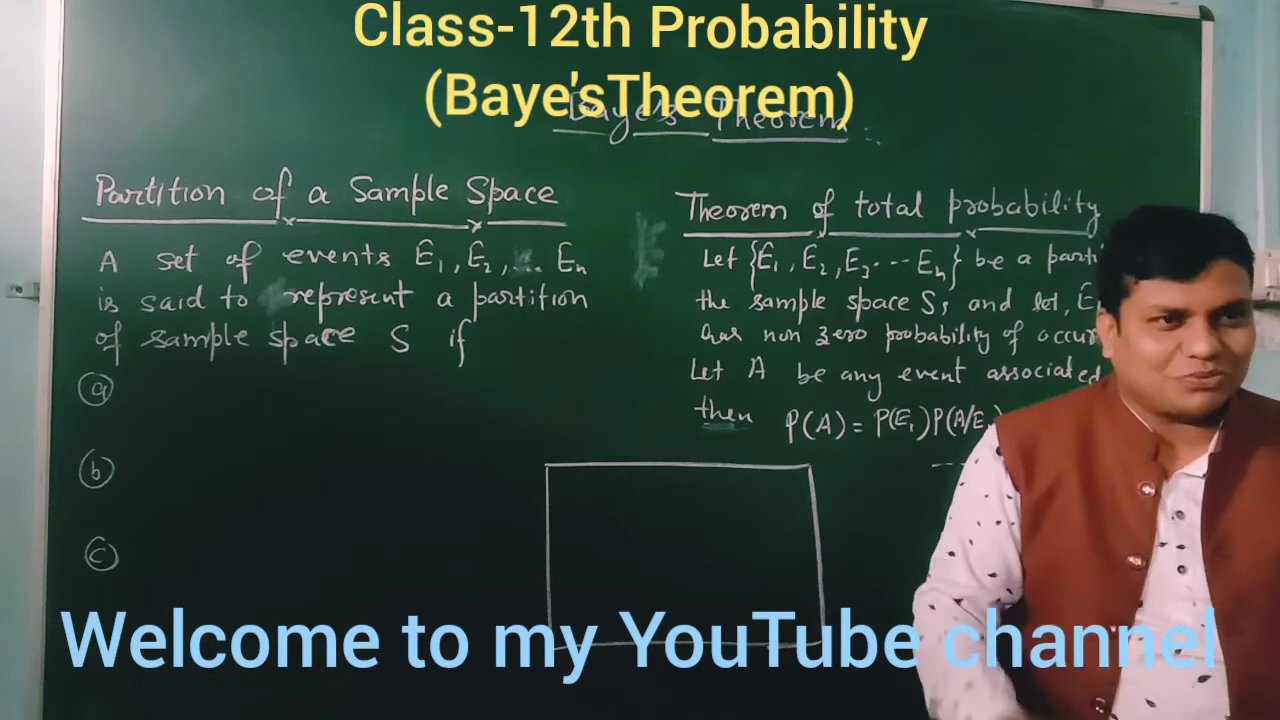 Class-12th Probability
(Baye'sTheorem)
Baye's Theorem
Partition of a Sample Space
A set of events E₁, E₂, ... Eₙ
is said to represent a partition
of sample space S if
(a)
(b)
(c)
Theorem of total probability
Let {E₁, E₂, E₃ ... Eₙ} be a parti
the sample space S, and let, E
has non zero probability of occur
Let A be any event associated
then P(A) = P(E₁)P(A/E₁)
Welcome to my YouTube channel